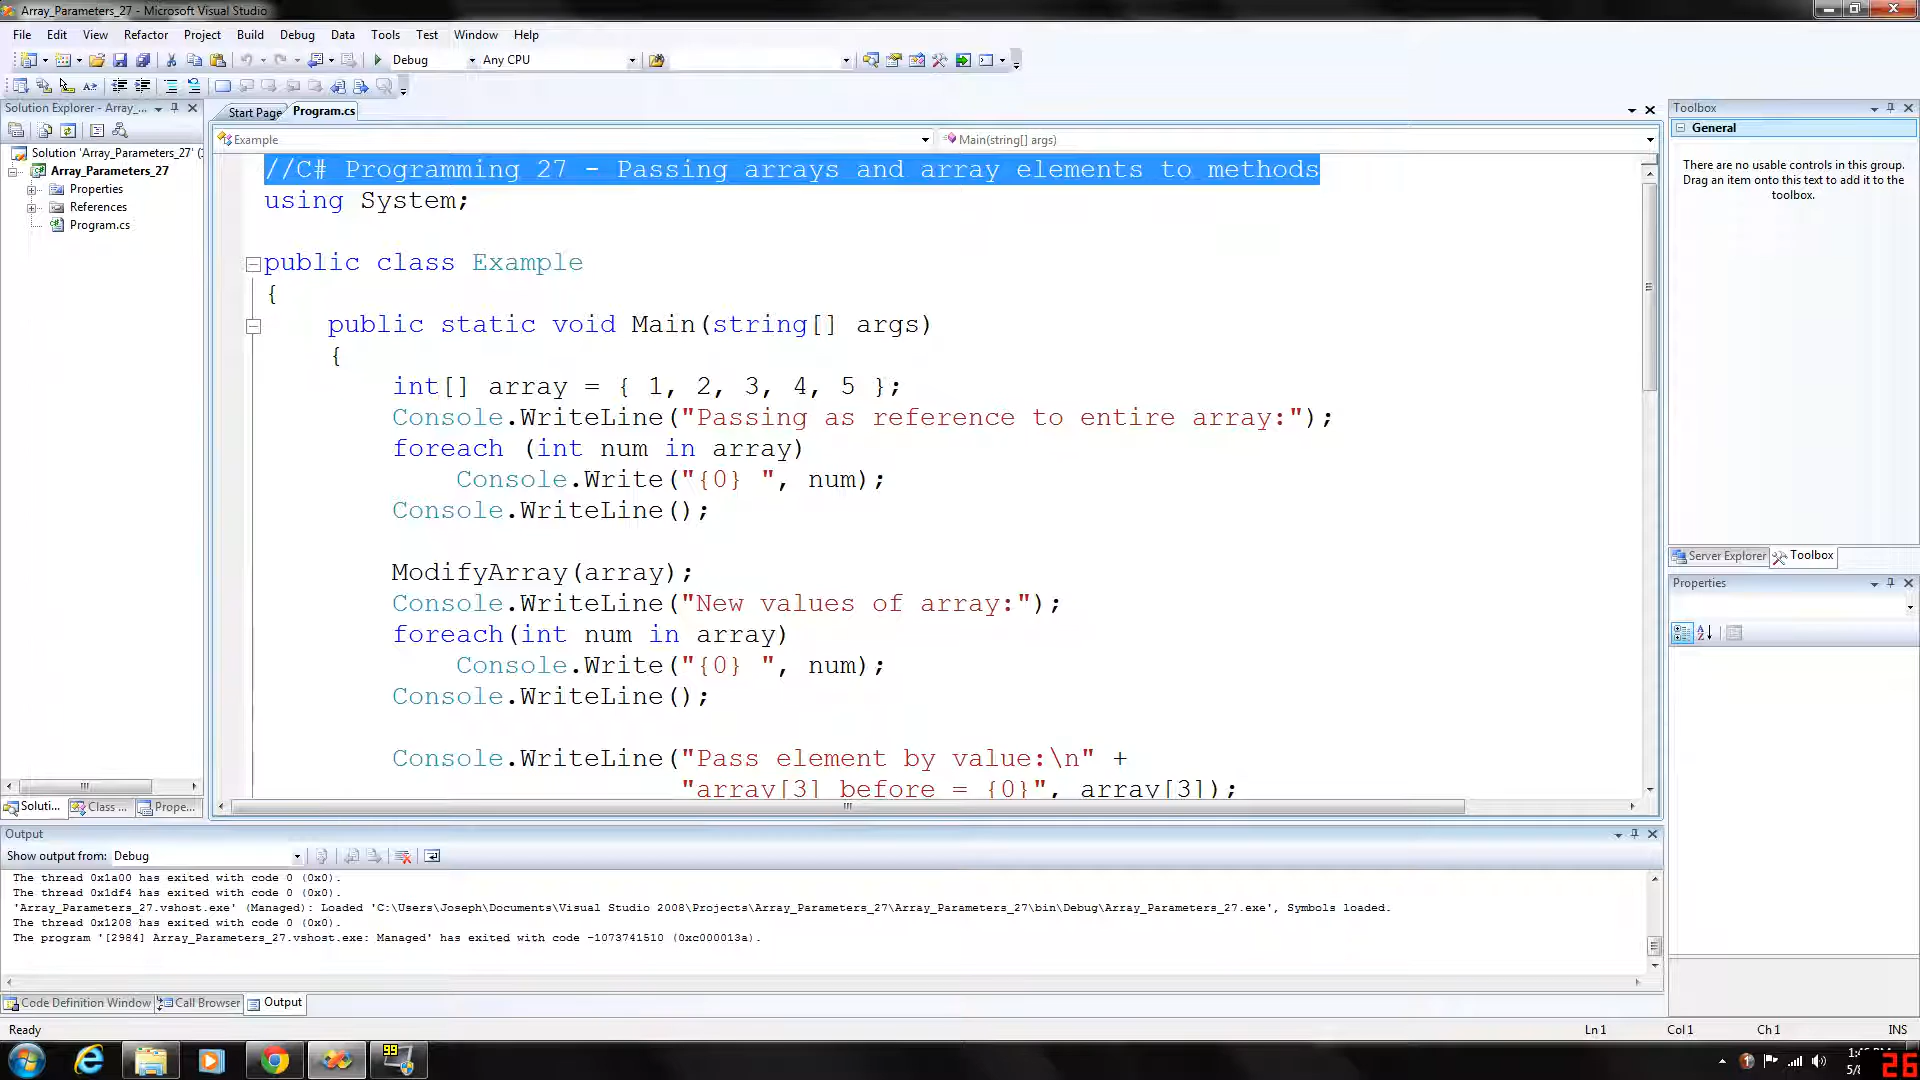 Array_Parameters_27 - Microsoft Visual Studio
File Edit View Refactor Project Build Debug Data Tools Test Window Help
Debug Any CPU
Solution Explorer - Array_...
Solution 'Array_Parameters_27' (
Array_Parameters_27
Properties
References
Program.cs
Soluti... Class ... Prope...
Start Page Program.cs
Example Main(string[] args)
//C# Programming 27 - Passing arrays and array elements to methods
using System;
public class Example
{
public static void Main(string[] args)
{
int[] array = { 1, 2, 3, 4, 5 };
Console.WriteLine("Passing as reference to entire array:");
foreach (int num in array)
Console.Write("{0} ", num);
Console.WriteLine();
ModifyArray(array);
Console.WriteLine("New values of array:");
foreach(int num in array)
Console.Write("{0} ", num);
Console.WriteLine();
Console.WriteLine("Pass element by value:\n" +
"array[3] before = {0}", array[3]);
Toolbox
General
There are no usable controls in this group.
Drag an item onto this text to add it to the
toolbox.
Server Explorer Toolbox
Properties
Output
Show output from: Debug
The thread 0x1a00 has exited with code 0 (0x0).
The thread 0x1df4 has exited with code 0 (0x0).
'Array_Parameters_27.vshost.exe' (Managed): Loaded 'C:\Users\Joseph\Documents\Visual Studio 2008\Projects\Array_Parameters_27\Array_Parameters_27\bin\Debug\Array_Parameters_27.exe', Symbols loaded.
The thread 0x1208 has exited with code 0 (0x0).
The program '[2984] Array_Parameters_27.vshost.exe: Managed' has exited with code -1073741510 (0xc000013a).
Code Definition Window Call Browser Output
Ready Ln 1 Col 1 Ch 1 INS
99
26